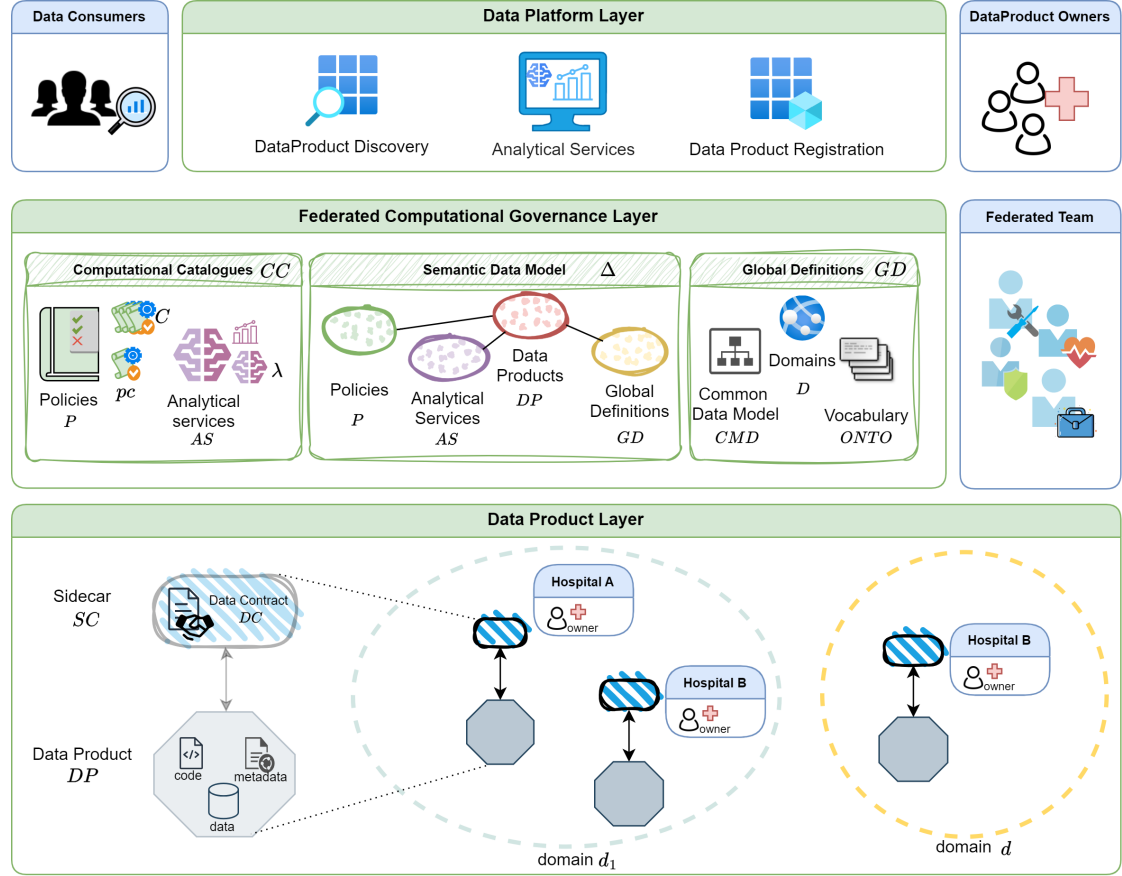 Data Consumers
Data Platform Layer
DataProduct Owners
DataProduct Discovery
Analytical Services
Data Product Registration
Federated Computational Governance Layer
Federated Team
Computational Catalogues CC
Semantic Data Model Δ
Global Definitions GD
C
pc
λ
Policies
P
Analytical
services
AS
Policies
P
Analytical
Services
AS
Data
Products
DP
Global
Definitions
GD
Common
Data Model
CMD
Domains
D
Vocabulary
ONTO
Data Product Layer
Sidecar
SC
Data Contract
DC
Hospital A
owner
Hospital B
owner
Hospital B
owner
Data Product
DP
code
metadata
data
domain d₁
domain d